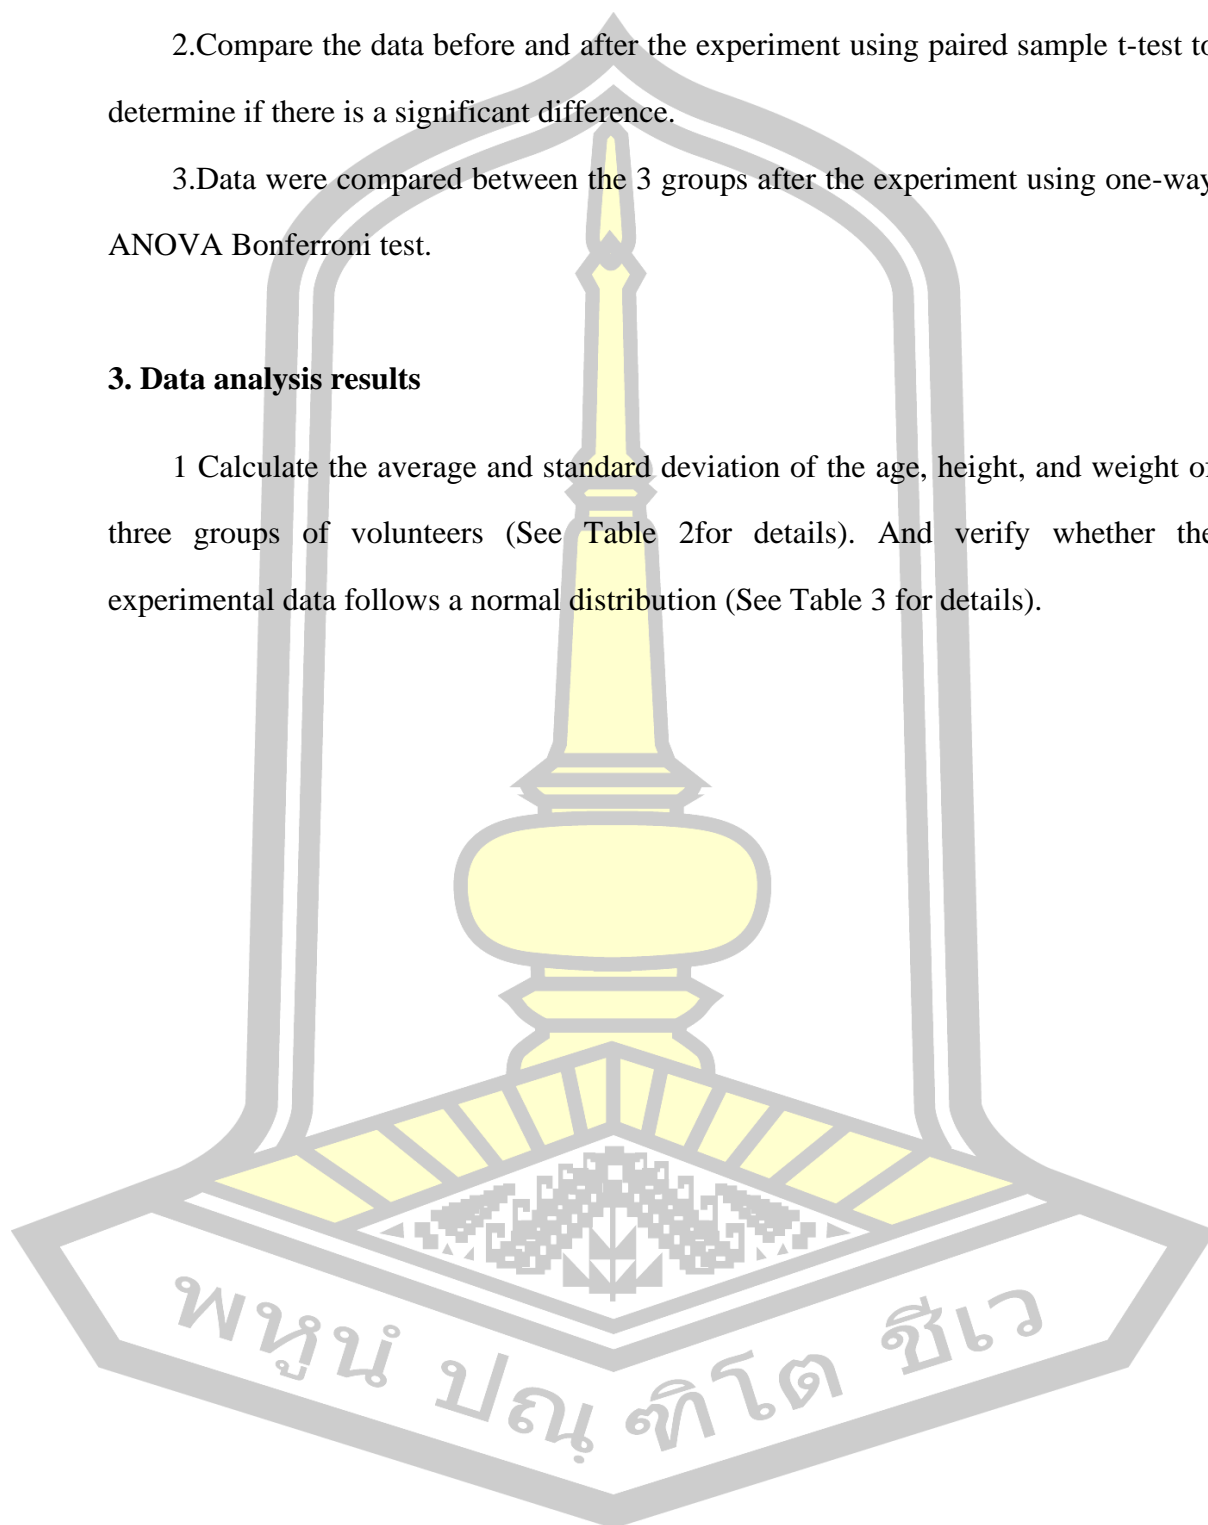 2.Compare the data before and after the experiment using paired sample t-test to
determine if there is a significant difference.
3.Data were compared between the 3 groups after the experiment using one-way
ANOVA Bonferroni test.
3. Data analysis results
1 Calculate the average and standard deviation of the age, height, and weight of
three groups of volunteers (See Table 2for details). And verify whether the
experimental data follows a normal distribution (See Table 3 for details).
พหูนํ ปณฺ ฑิโต ชีเว